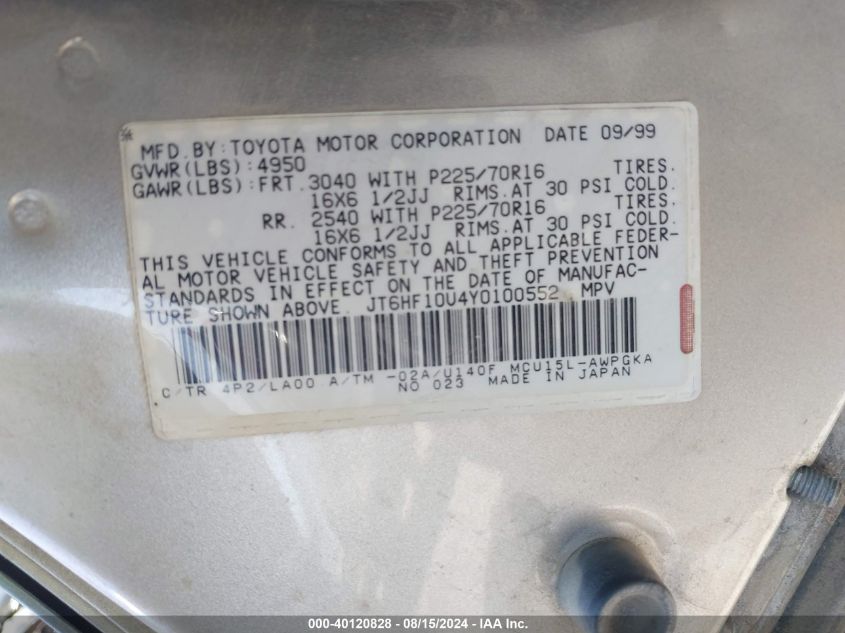 MFD.BY:TOYOTA MOTOR CORPORATION DATE 09/99
GVWR(LBS):4950
GAWR(LBS):FRT.3040 WITH P225/70R16 TIRES.
16X6 1/2JJ RIMS.AT 30 PSI COLD.
RR. 2540 WITH P225/70R16 TIRES,
16X6 1/2JJ RIMS.AT 30 PSI COLD.
THIS VEHICLE CONFORMS TO ALL APPLICABLE FEDER-
AL MOTOR VEHICLE SAFETY AND THEFT PREVENTION
STANDARDS IN EFFECT ON THE DATE OF MANUFAC-
TURE SHOWN ABOVE. JT6HF10U4Y0100552 MPV
C/TR 4P2/LA00 A/TM -02A/U140F MCU15L-AWPGKA
NO 023 MADE IN JAPAN
000-40120828 - 08/15/2024 - IAA Inc.